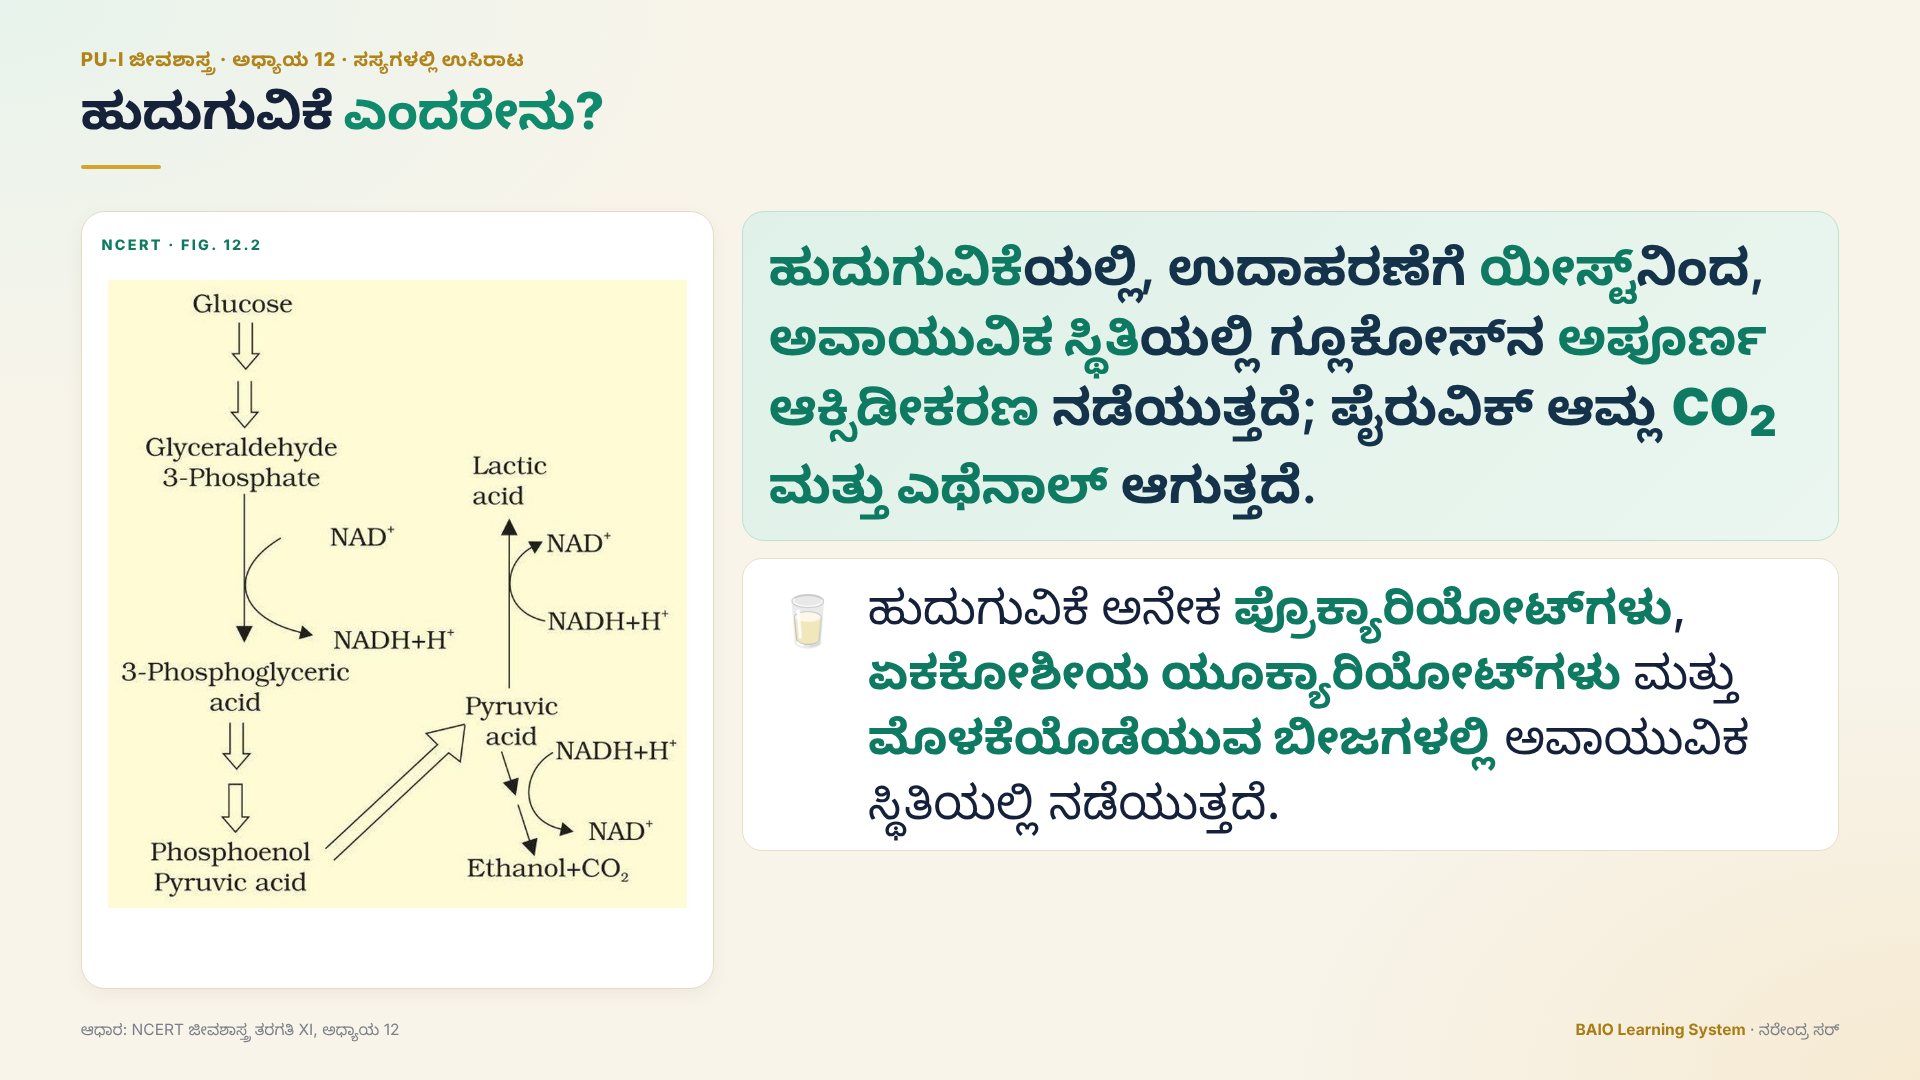 PU-I ಜೀವಶಾಸ್ತ್ರ · ಅಧ್ಯಾಯ 12 · ಸಸ್ಯಗಳಲ್ಲಿ ಉಸಿರಾಟ
ಹುದುಗುವಿಕೆ ಎಂದರೇನು?
NCERT · FIG. 12.2
Glucose
Glyceraldehyde
3-Phosphate
NAD⁺
NADH+H⁺
3-Phosphoglyceric
acid
Phosphoenol
Pyruvic acid
Lactic
acid
NAD⁺
NADH+H⁺
Pyruvic
acid
NADH+H⁺
NAD⁺
Ethanol+CO₂
ಹುದುಗುವಿಕೆಯಲ್ಲಿ, ಉದಾಹರಣೆಗೆ ಯೀಸ್ಟ್‌ನಿಂದ,
ಅವಾಯುವಿಕ ಸ್ಥಿತಿಯಲ್ಲಿ ಗ್ಲೂಕೋಸ್‌ನ ಅಪೂರ್ಣ
ಆಕ್ಸಿಡೀಕರಣ ನಡೆಯುತ್ತದೆ; ಪೈರುವಿಕ್ ಆಮ್ಲ CO₂
ಮತ್ತು ಎಥೆನಾಲ್ ಆಗುತ್ತದೆ.
ಹುದುಗುವಿಕೆ ಅನೇಕ ಪ್ರೊಕ್ಯಾರಿಯೋಟ್‌ಗಳು,
ಏಕಕೋಶೀಯ ಯೂಕ್ಯಾರಿಯೋಟ್‌ಗಳು ಮತ್ತು
ಮೊಳಕೆಯೊಡೆಯುವ ಬೀಜಗಳಲ್ಲಿ ಅವಾಯುವಿಕ
ಸ್ಥಿತಿಯಲ್ಲಿ ನಡೆಯುತ್ತದೆ.
ಆಧಾರ: NCERT ಜೀವಶಾಸ್ತ್ರ ತರಗತಿ XI, ಅಧ್ಯಾಯ 12
BAIO Learning System · ನರೇಂದ್ರ ಸರ್